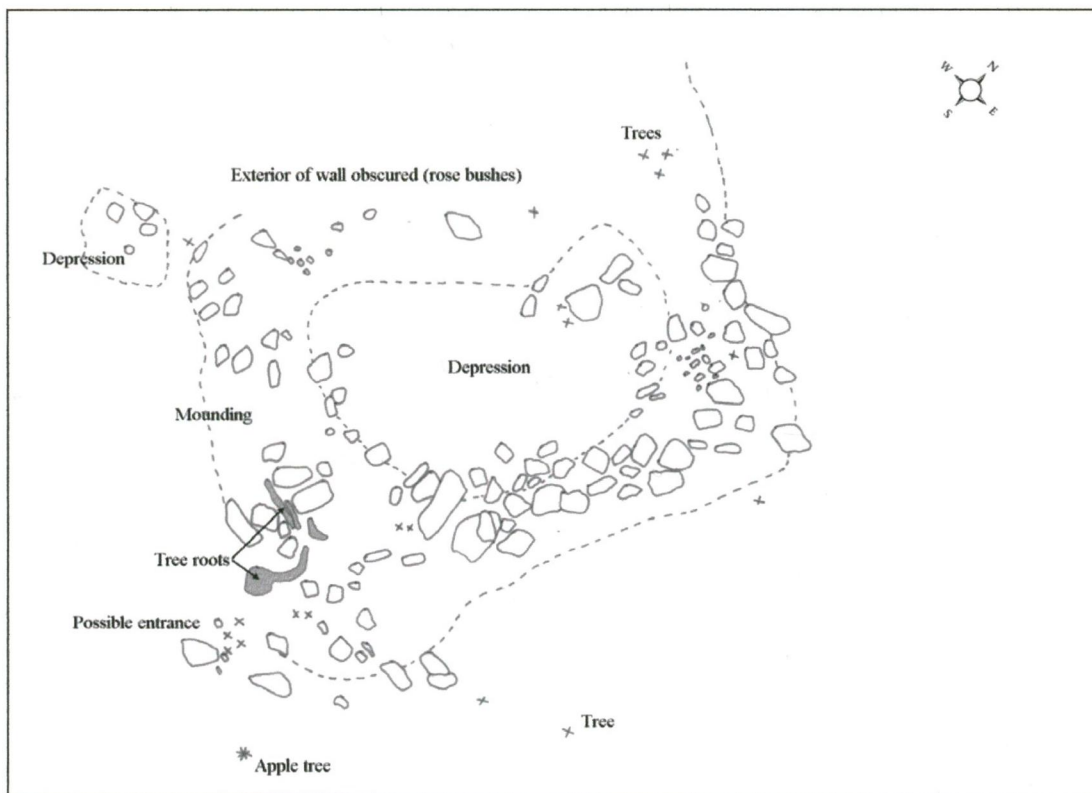 W N
S E
Trees
Exterior of wall obscured (rose bushes)
Depression
Depression
Mounding
Tree roots
Possible entrance
Tree
Apple tree